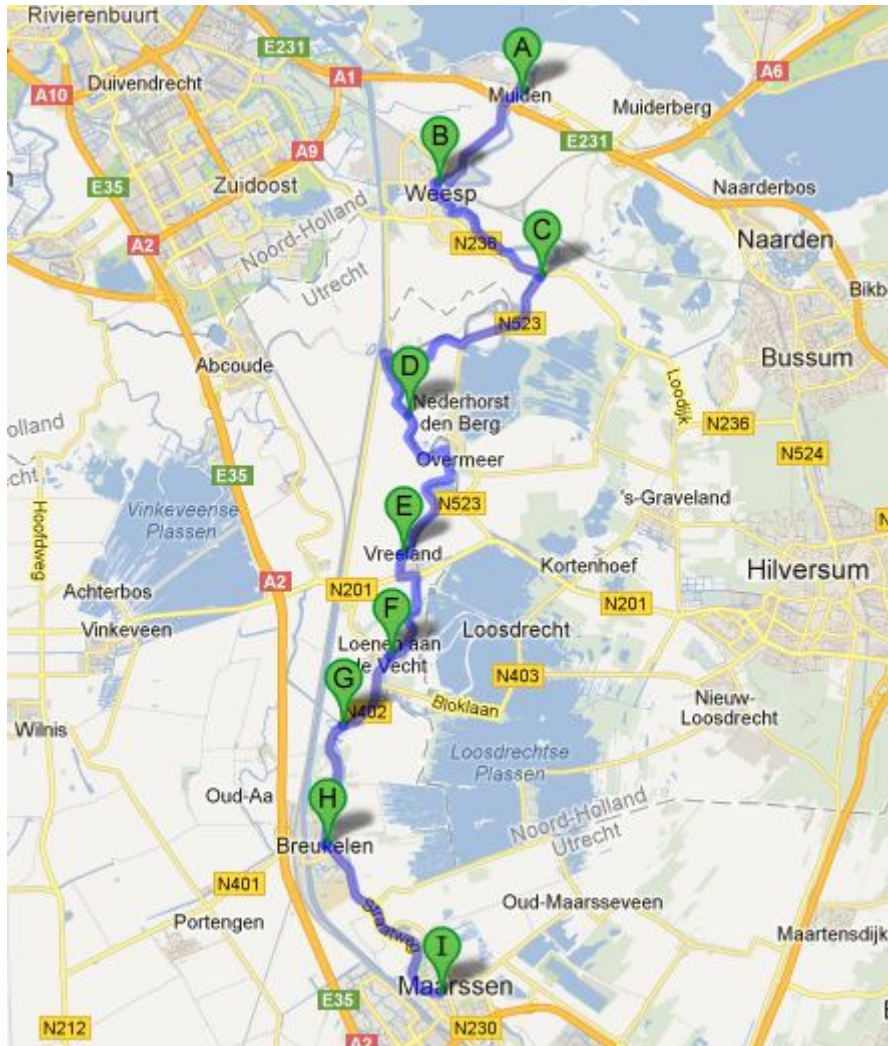 Rivierenbuurt
E231
A
A6
Duivendrecht
A1
A10
Muiden
Muiderberg
E231
A9
B
E35
Zuidoost
Weesp
Naarderbos
A2
Noord-Holland
Utrecht
N236
C
Naarden
N523
Abcoude
D
Bussum
Nederhorst
den Berg
Loodijk
N236
Overmeer
E35
N524
Vinkeveense
Plassen
N523
's-Graveland
Hoofdweg
E
Vreeland
Kortenhoef
Hilversum
A2
Achterbos
N201
N201
Vinkeveen
F
Loenen aan
de Vecht
Loosdrecht
N403
G
N402
Bloklaan
Nieuw-
Loosdrecht
Wilnis
Loosdrechtse
Plassen
Oud-Aa
H
Breukelen
Noord-Holland
Utrecht
N401
Portengen
Straatweg
Oud-Maarsseveen
Maartensdijk
I
Maarssen
E35
N212
N230
A2